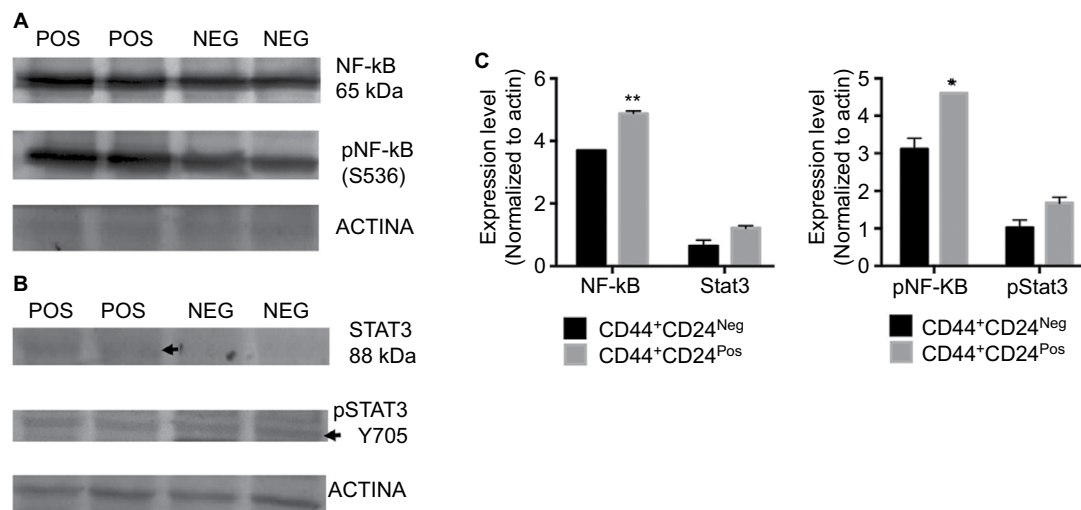 A
POS POS NEG NEG
NF-kB
65 kDa
pNF-kB
(S536)
ACTINA
B
POS POS NEG NEG
STAT3
88 kDa
pSTAT3
Y705
ACTINA
C
Expression level
(Normalized to actin)
6
4
2
0
**
NF-kB Stat3
CD44⁺CD24ᴺᵉᵍ
CD44⁺CD24ᴾᵒˢ
Expression level
(Normalized to actin)
5
4
3
2
1
0
*
pNF-KB pStat3
CD44⁺CD24ᴺᵉᵍ
CD44⁺CD24ᴾᵒˢ